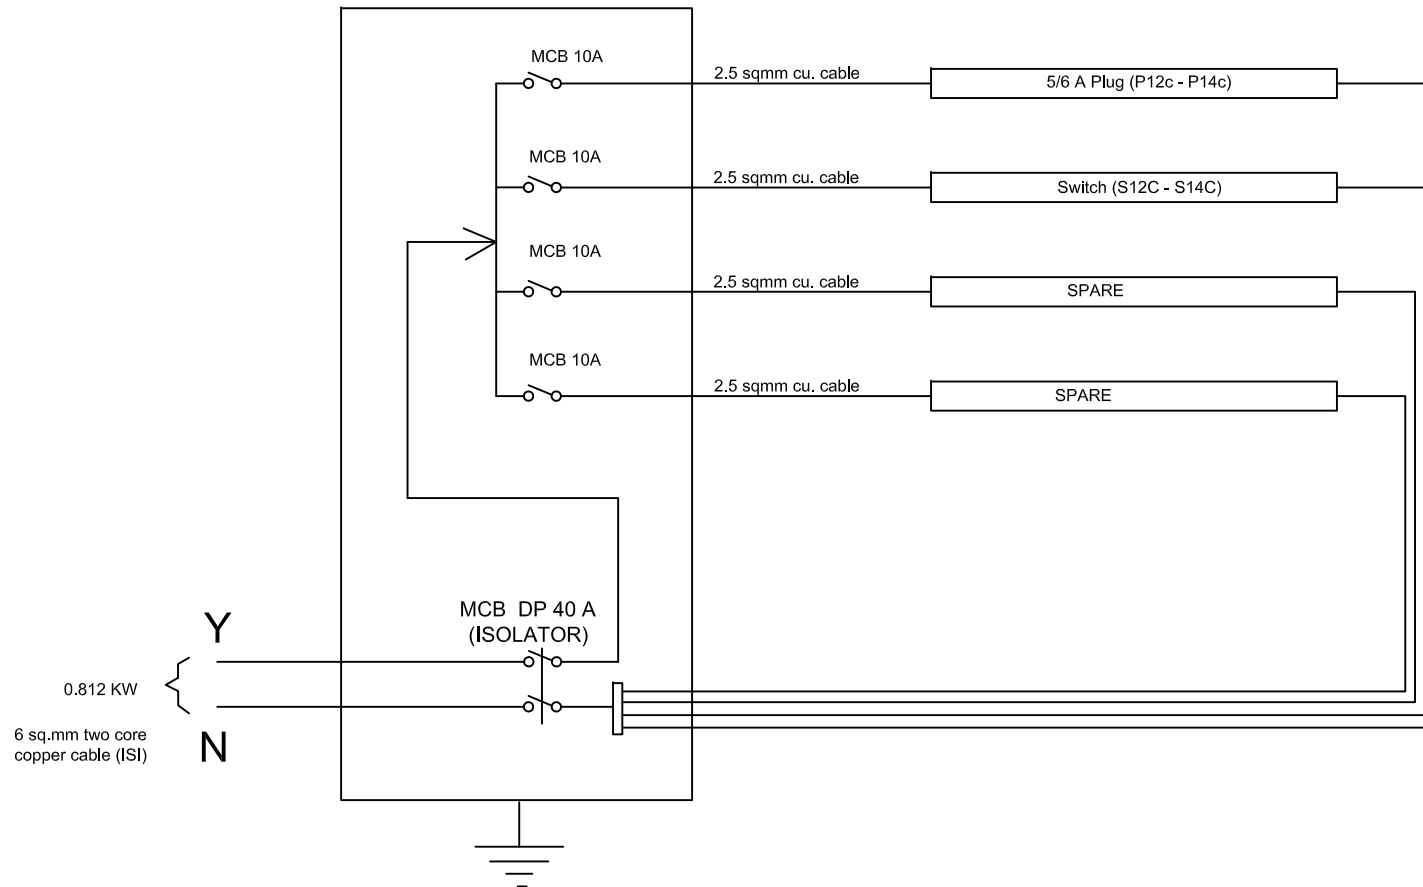 MCB 10A
2.5 sqmm cu. cable
5/6 A Plug (P12c - P14c)
MCB 10A
2.5 sqmm cu. cable
Switch (S12C - S14C)
MCB 10A
2.5 sqmm cu. cable
SPARE
MCB 10A
2.5 sqmm cu. cable
SPARE
MCB DP 40 A
(ISOLATOR)
Y
0.812 KW
6 sq.mm two core
copper cable (ISI)
N